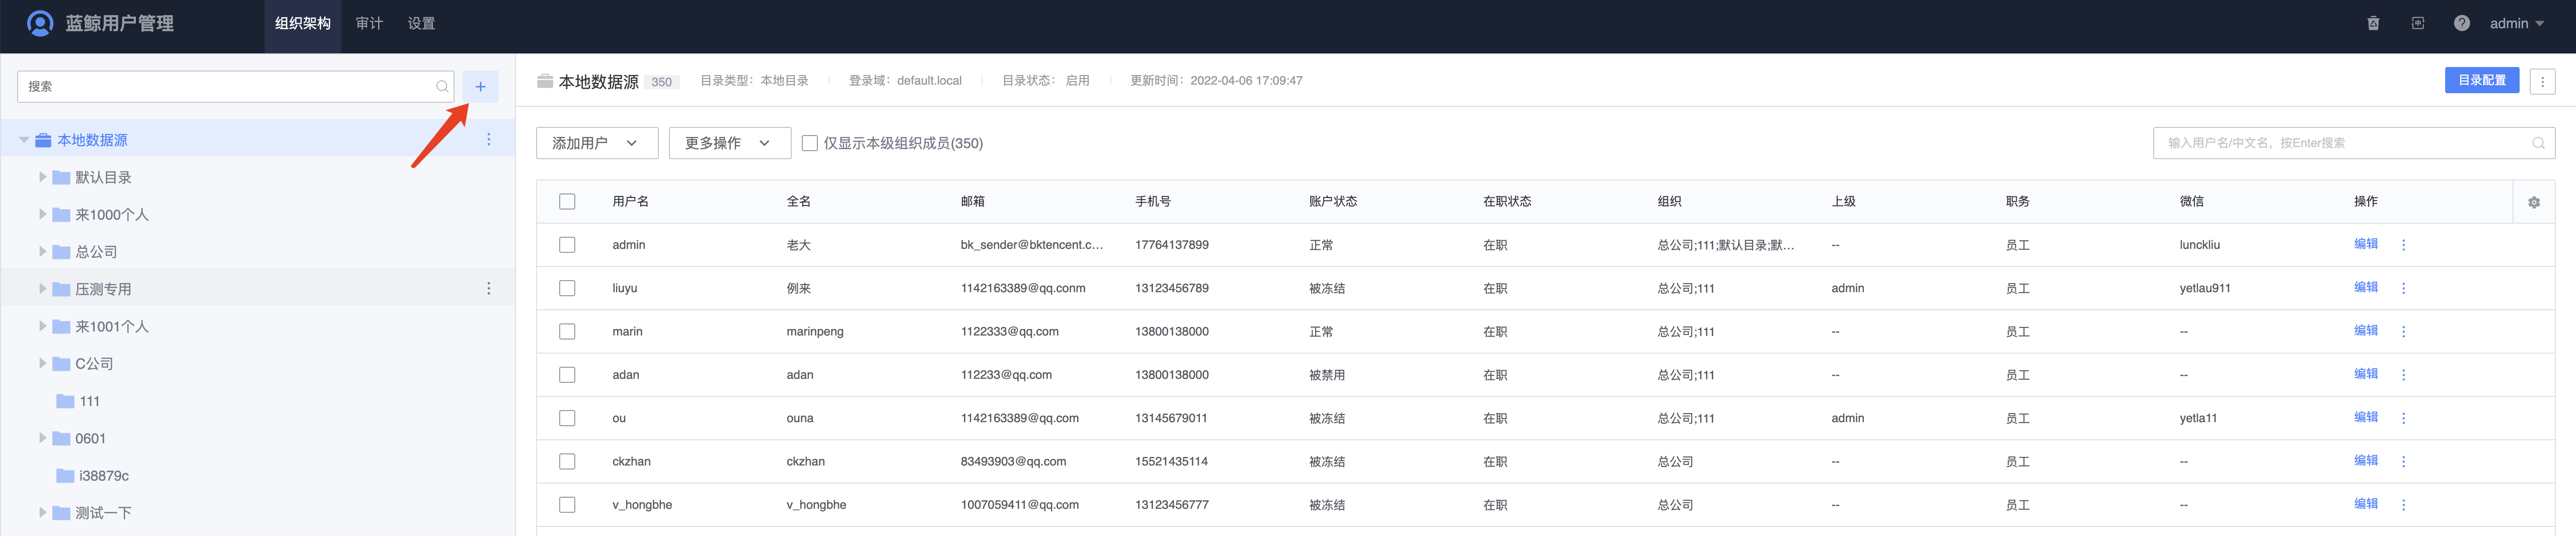 蓝鲸用户管理 组织架构 审计 设置 admin
搜索
+
本地数据源
默认目录
来1000个人
总公司
压测专用
来1001个人
C公司
111
0601
i38879c
测试一下
本地数据源 350 目录类型：本地目录 登录域：default.local 目录状态： 启用 更新时间：2022-04-06 17:09:47 目录配置
添加用户 更多操作 仅显示本级组织成员(350) 输入用户名/中文名，按Enter搜索
用户名 全名 邮箱 手机号 账户状态 在职状态 组织 上级 职务 微信 操作
admin 老大 bk_sender@bktencent.c... 17764137899 正常 在职 总公司;111;默认目录;默... -- 员工 lunckliu 编辑
liuyu 例来 1142163389@qq.conm 13123456789 被冻结 在职 总公司;111 admin 员工 yetlau911 编辑
marin marinpeng 1122333@qq.com 13800138000 正常 在职 总公司;111 -- 员工 -- 编辑
adan adan 112233@qq.com 13800138000 被禁用 在职 总公司;111 -- 员工 -- 编辑
ou ouna 1142163389@qq.com 13145679011 被冻结 在职 总公司;111 admin 员工 yetla11 编辑
ckzhan ckzhan 83493903@qq.com 15521435114 被冻结 在职 总公司 -- 员工 -- 编辑
v_hongbhe v_hongbhe 1007059411@qq.com 13123456777 被冻结 在职 总公司 -- 员工 -- 编辑